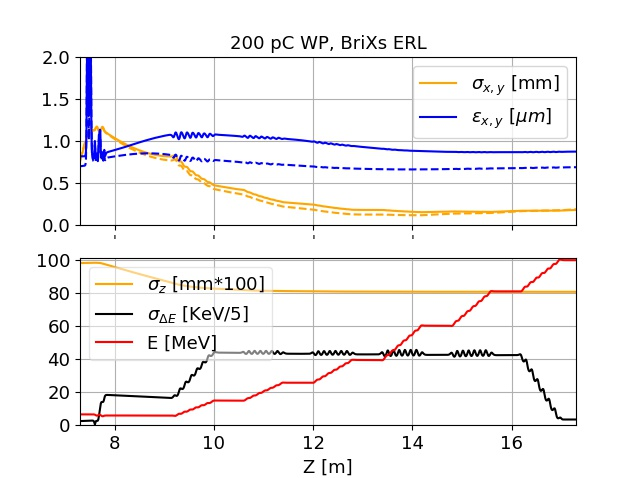 200 pC WP, BriXs ERL
2.0
1.5
1.0
0.5
0.0
σx, y [mm]
εx, y [μm]
100
80
60
40
20
0
σz [mm*100]
σΔE [KeV/5]
E [MeV]
8 10 12 14 16
Z [m]